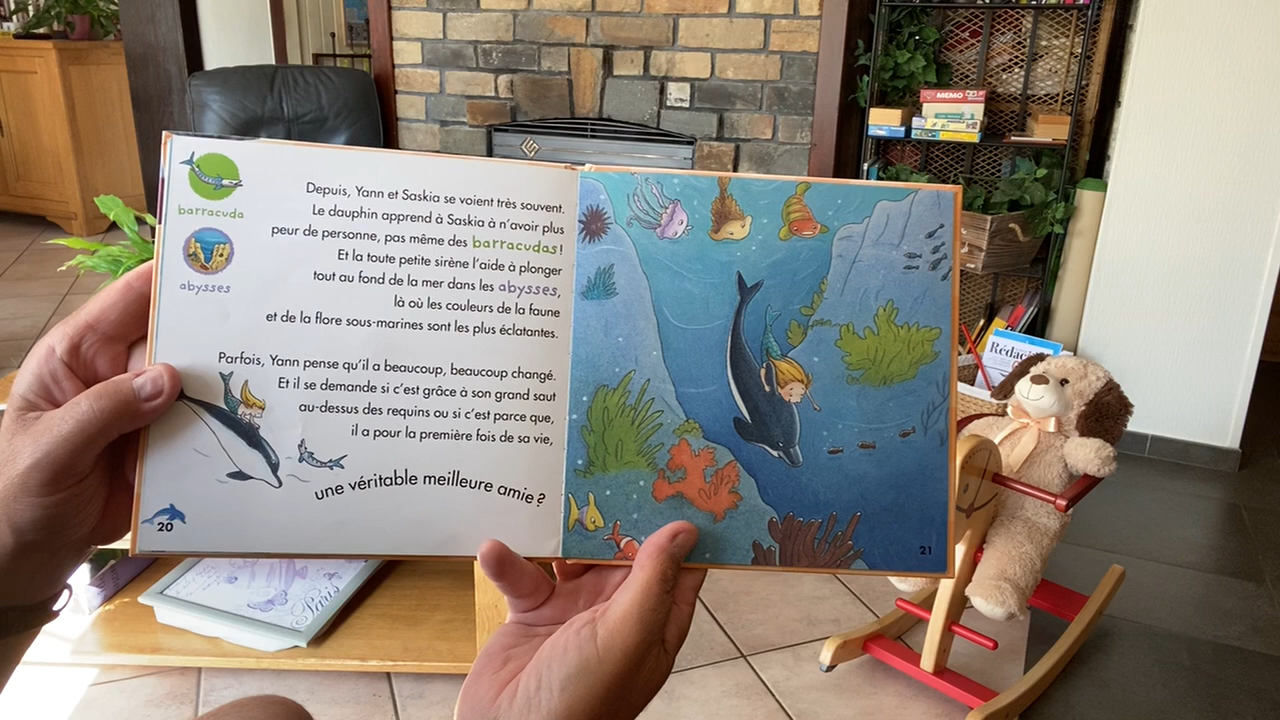 barracuda
abysses
Depuis, Yann et Saskia se voient très souvent.
Le dauphin apprend à Saskia à n'avoir plus
peur de personne, pas même des barracudas !
Et la toute petite sirène l'aide à plonger
tout au fond de la mer dans les abysses,
là où les couleurs de la faune
et de la flore sous-marines sont les plus éclatantes.
Parfois, Yann pense qu'il a beaucoup, beaucoup changé.
Et il se demande si c'est grâce à son grand saut
au-dessus des requins ou si c'est parce que,
il a pour la première fois de sa vie,
une véritable meilleure amie ?
20
21
MEMO
Paris